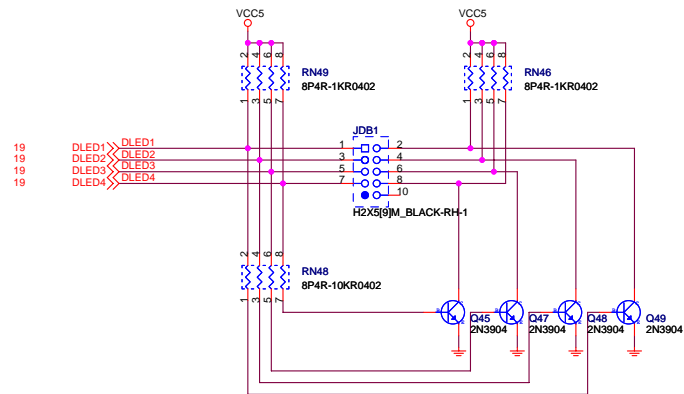 VCC5 VCC5
2 4 6 8 2 4 6 8
RN49 RN46
8P4R-1KR0402 8P4R-1KR0402
1 3 5 7 1 3 5 7
JDB1
19 DLED1 DLED1 1 2
19 DLED2 DLED2 3 4
19 DLED3 DLED3 5 6
19 DLED4 DLED4 7 8
10
H2X5[9]M_BLACK-RH-1
2 4 6 8
RN48
8P4R-10KR0402
1 3 5 7
Q45 Q47 Q48 Q49
2N3904 2N3904 2N3904 2N3904